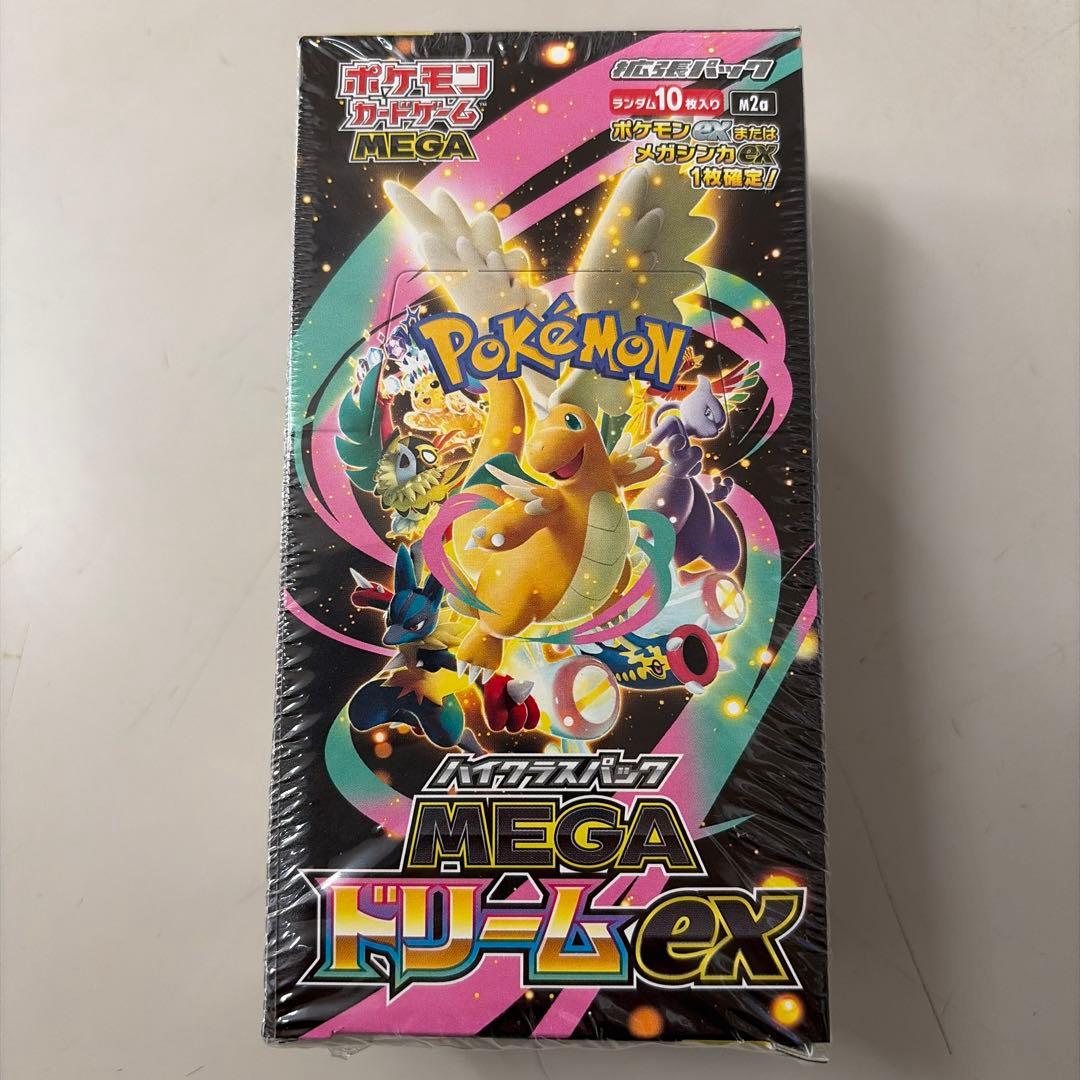 ポケモン
カードゲーム™
MEGA
拡張パック
ランダム10枚入り M2a
ポケモンexまたは
メガシンカex
1枚確定!
POKéMON™
ハイクラスパック
MEGA
ドリームex